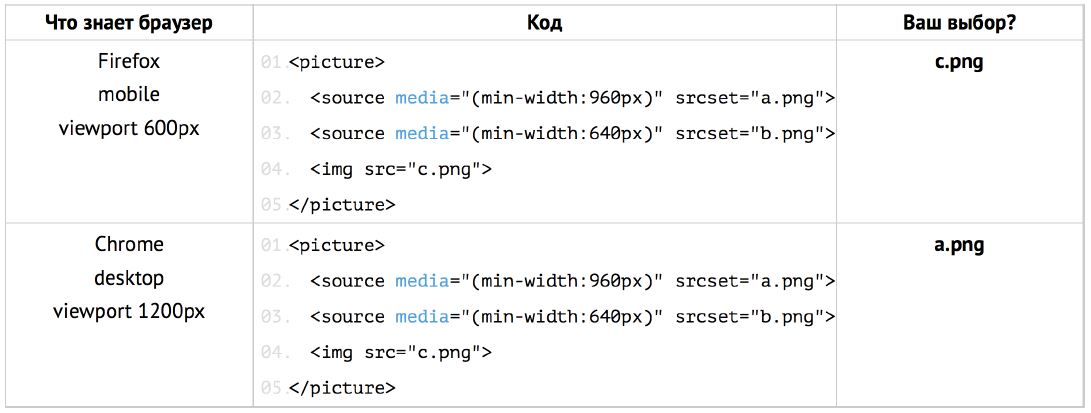 Что знает браузер Код Ваш выбор?
Firefox
mobile
viewport 600px
01.<picture>
02. <source media="(min-width:960px)" srcset="a.png">
03. <source media="(min-width:640px)" srcset="b.png">
04. <img src="c.png">
05.</picture>
c.png
Chrome
desktop
viewport 1200px
01.<picture>
02. <source media="(min-width:960px)" srcset="a.png">
03. <source media="(min-width:640px)" srcset="b.png">
04. <img src="c.png">
05.</picture>
a.png